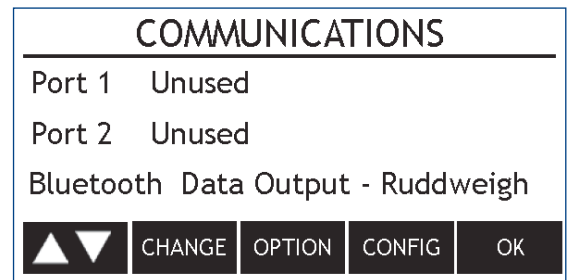 COMMUNICATIONS
Port 1 Unused
Port 2 Unused
Bluetooth Data Output - Ruddweigh
CHANGE OPTION CONFIG OK